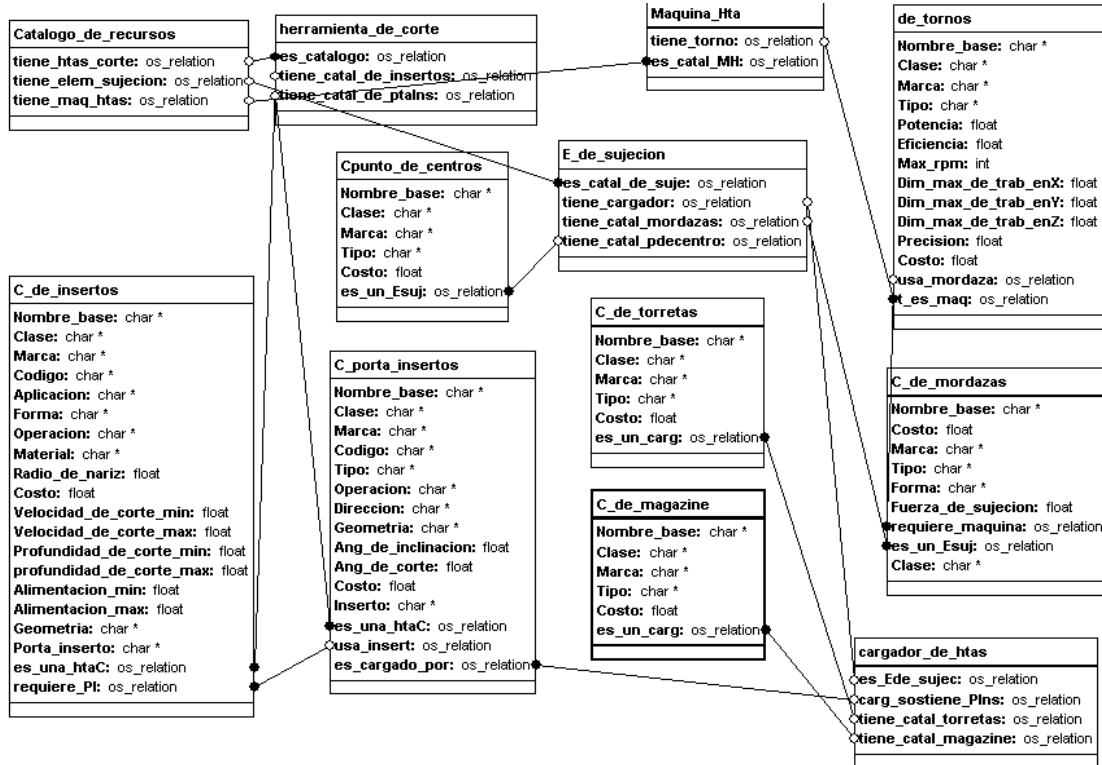 Catalogo_de_recursos
tiene_htas_corte: os_relation
tiene_elem_sujecion: os_relation
tiene_maq_htas: os_relation
herramienta_de_corte
es_catalogo: os_relation
tiene_catal_de_insertos: os_relation
tiene_catal_de_ptaIns: os_relation
Maquina_Hta
tiene_torno: os_relation
es_catal_MH: os_relation
de_tornos
Nombre_base: char *
Clase: char *
Marca: char *
Tipo: char *
Potencia: float
Eficiencia: float
Max_rpm: int
Dim_max_de_trab_enX: float
Dim_max_de_trab_enY: float
Dim_max_de_trab_enZ: float
Precision: float
Costo: float
usa_mordaza: os_relation
t_es_maq: os_relation
Cpunto_de_centros
Nombre_base: char *
Clase: char *
Marca: char *
Tipo: char *
Costo: float
es_un_Esuj: os_relation
E_de_sujecion
es_catal_de_suje: os_relation
tiene_cargador: os_relation
tiene_catal_mordazas: os_relation
tiene_catal_pdecentro: os_relation
C_de_insertos
Nombre_base: char *
Clase: char *
Marca: char *
Codigo: char *
Aplicacion: char *
Forma: char *
Operacion: char *
Material: char *
Radio_de_nariz: float
Costo: float
Velocidad_de_corte_min: float
Velocidad_de_corte_max: float
Profundidad_de_corte_min: float
profundidad_de_corte_max: float
Alimentacion_min: float
Alimentacion_max: float
Geometria: char *
Porta_inserto: char *
es_una_htaC: os_relation
requiere_PI: os_relation
C_porta_insertos
Nombre_base: char *
Clase: char *
Marca: char *
Codigo: char *
Tipo: char *
Operacion: char *
Direccion: char *
Geometria: char *
Ang_de_inclinacion: float
Ang_de_corte: float
Costo: float
Inserto: char *
es_una_htaC: os_relation
usa_insert: os_relation
es_cargado_por: os_relation
C_de_torretas
Nombre_base: char *
Clase: char *
Marca: char *
Tipo: char *
Costo: float
es_un_carg: os_relation
C_de_magazine
Nombre_base: char *
Clase: char *
Marca: char *
Tipo: char *
Costo: float
es_un_carg: os_relation
C_de_mordazas
Nombre_base: char *
Costo: float
Marca: char *
Tipo: char *
Forma: char *
Fuerza_de_sujecion: float
requiere_maquina: os_relation
es_un_Esuj: os_relation
Clase: char *
cargador_de_htas
es_Ede_sujec: os_relation
carg_sostiene_PIns: os_relation
tiene_catal_torretas: os_relation
tiene_catal_magazine: os_relation